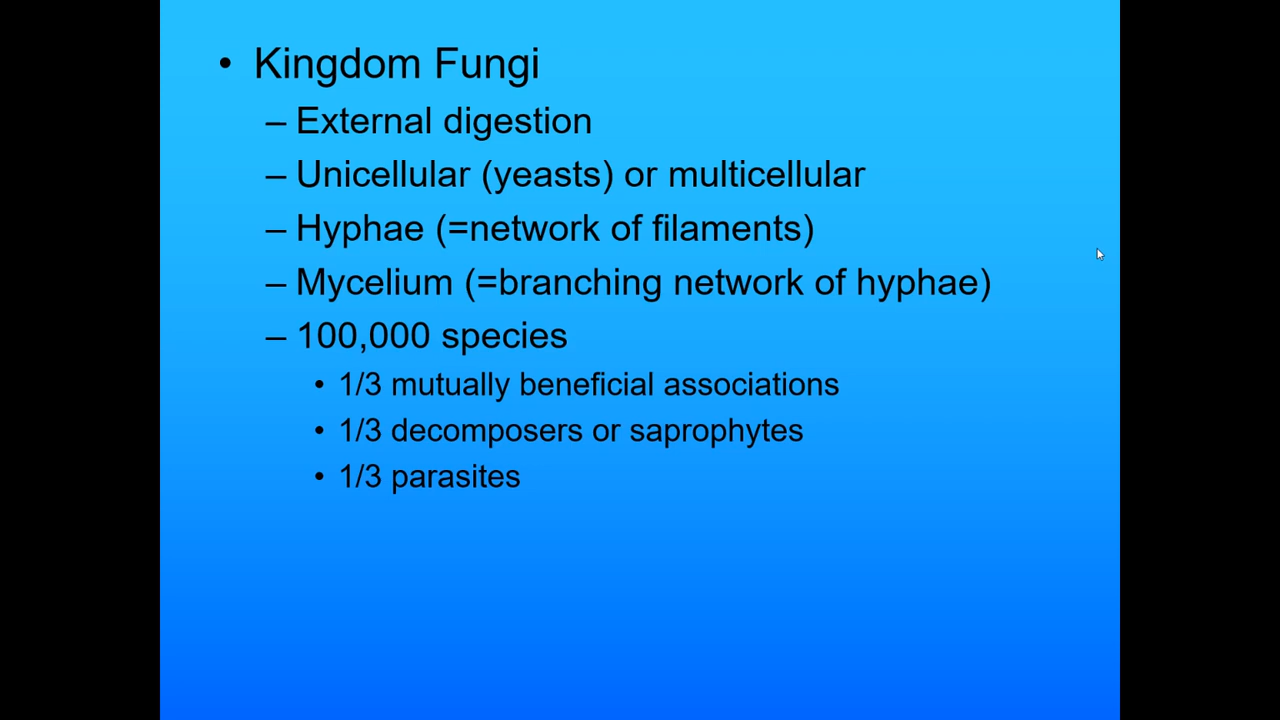 • Kingdom Fungi
– External digestion
– Unicellular (yeasts) or multicellular
– Hyphae (=network of filaments)
– Mycelium (=branching network of hyphae)
– 100,000 species
• 1/3 mutually beneficial associations
• 1/3 decomposers or saprophytes
• 1/3 parasites